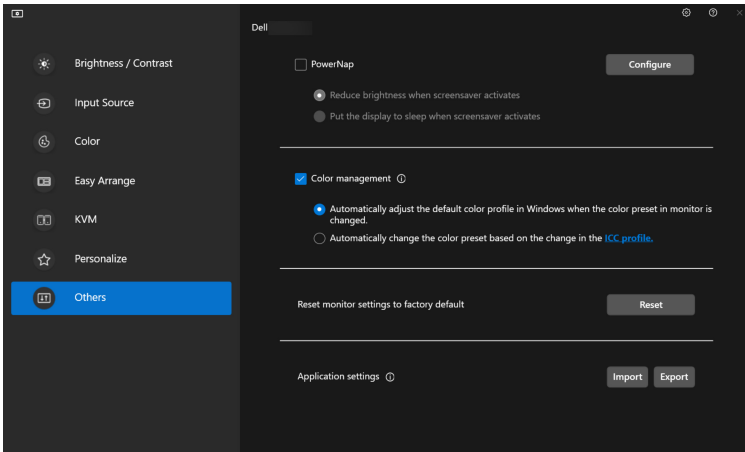 Dell
Brightness / Contrast
Input Source
Color
Easy Arrange
KVM
Personalize
Others
PowerNap
Configure
Reduce brightness when screensaver activates
Put the display to sleep when screensaver activates
Color management
Automatically adjust the default color profile in Windows when the color preset in monitor is
changed.
Automatically change the color preset based on the change in the ICC profile.
Reset monitor settings to factory default
Reset
Application settings
Import
Export